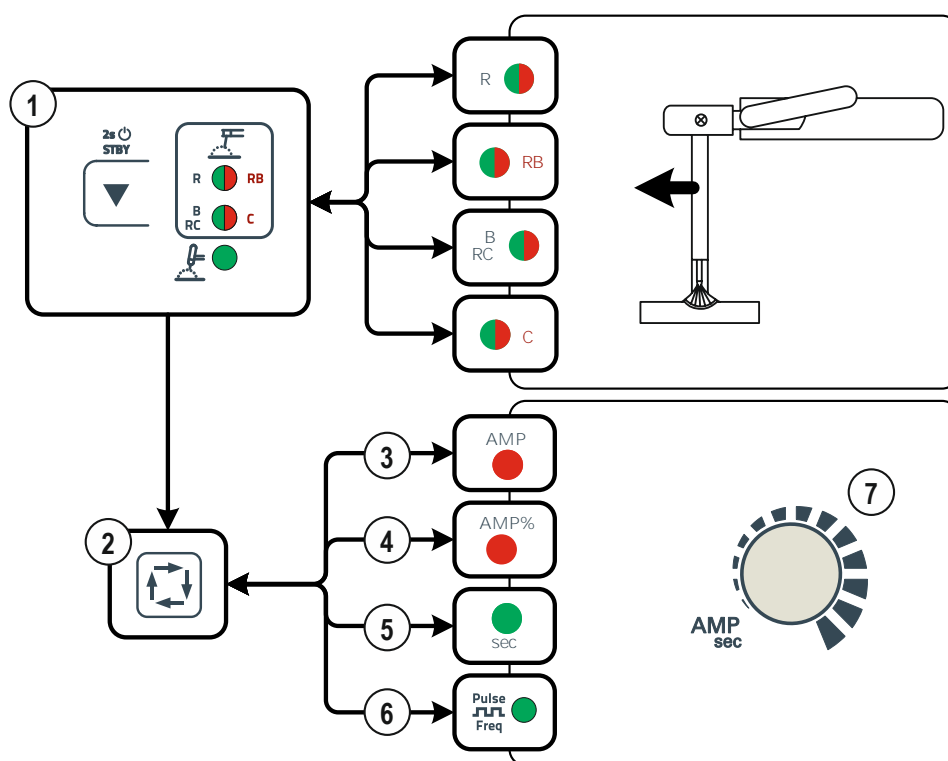 1
2s
STBY
R RB
B
RC C
R
RB
B
RC
C
2
3
AMP
4
AMP%
5
sec
6
Pulse
Freq
7
AMP
sec